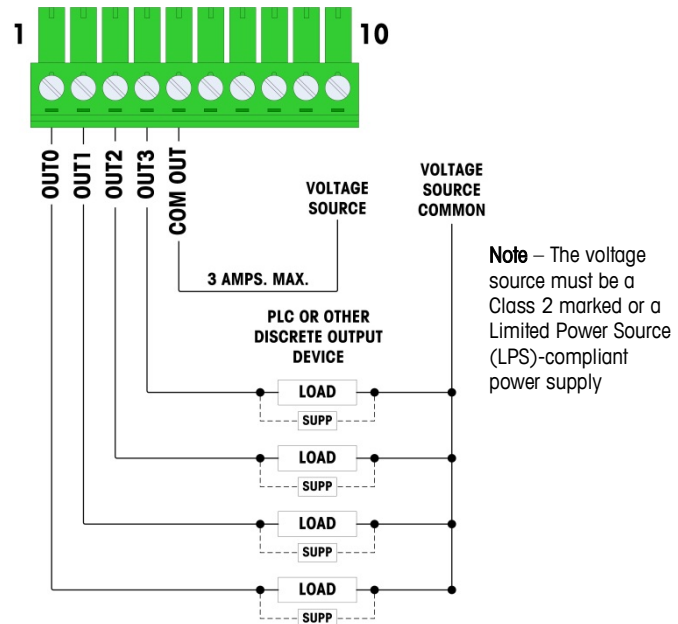 1
10
OUT0
OUT1
OUT2
OUT3
COM OUT
VOLTAGE
SOURCE
VOLTAGE
SOURCE
COMMON
3 AMPS. MAX.
PLC OR OTHER
DISCRETE OUTPUT
DEVICE
Note – The voltage
source must be a
Class 2 marked or a
Limited Power Source
(LPS)-compliant
power supply
LOAD
SUPP
LOAD
SUPP
LOAD
SUPP
LOAD
SUPP